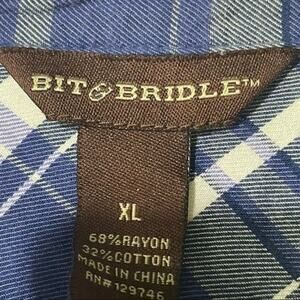 BIT & BRIDLE™
XL
68%RAYON
32%COTTON
MADE IN CHINA
RN# 129746